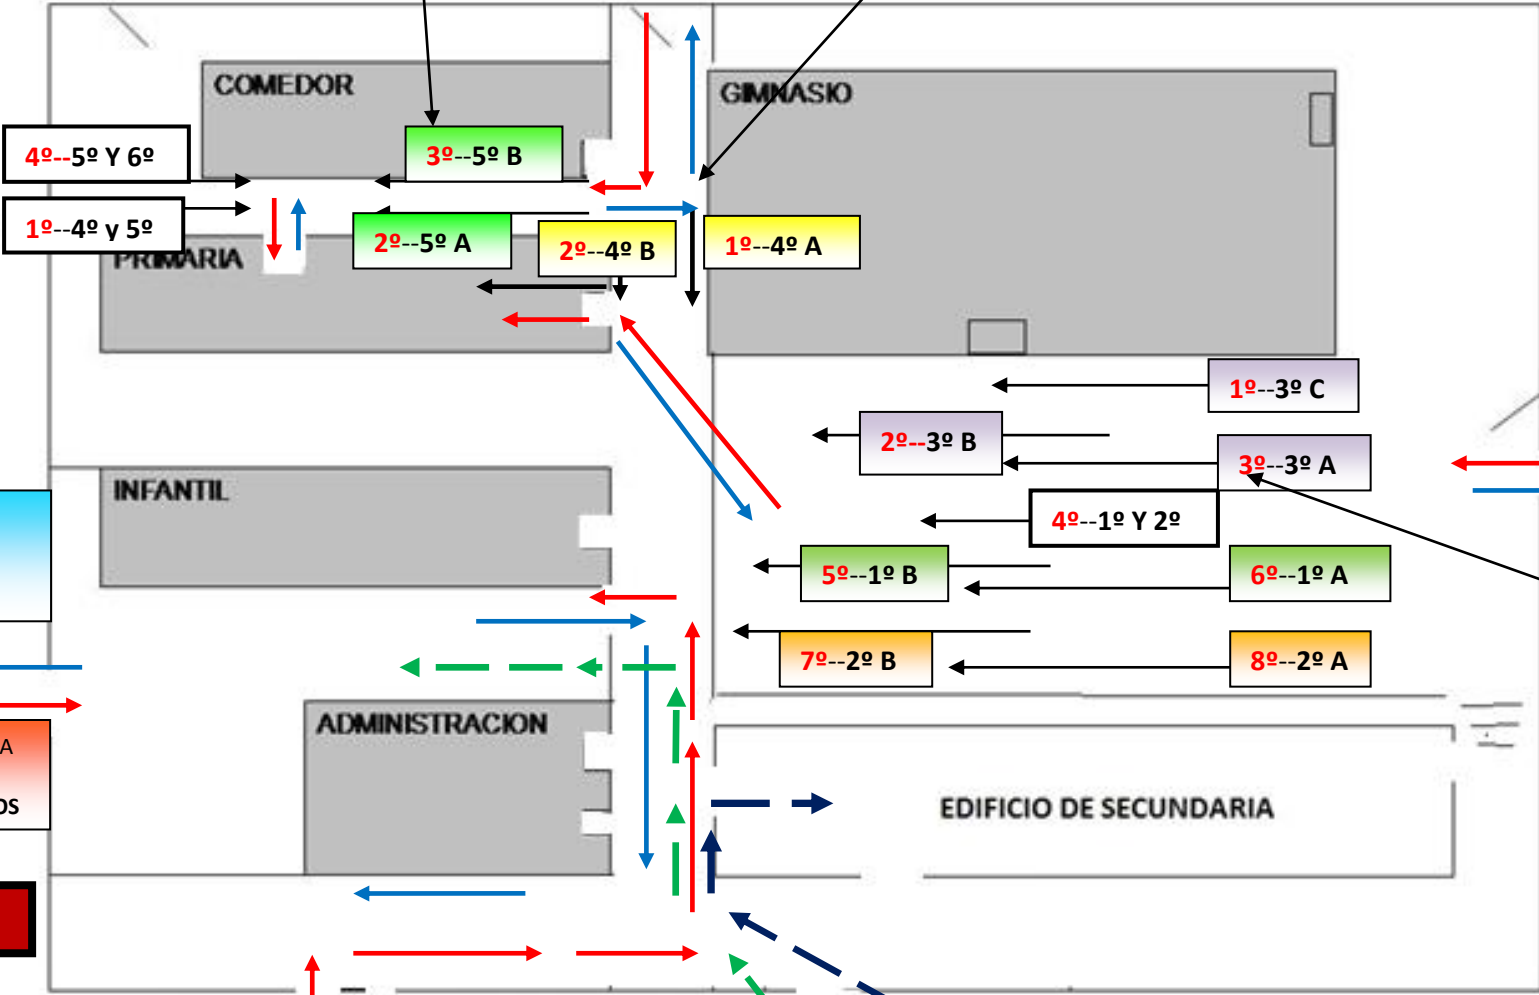 COMEDOR
GIMNASIO
4º--5º Y 6º
3º--5º B
1º--4º y 5º
2º--5º A
2º--4º B
1º--4º A
PRIMARIA
1º--3º C
2º--3º B
3º--3º A
INFANTIL
4º--1º Y 2º
5º--1º B
6º--1º A
7º--2º B
8º--2º A
ADMINISTRACION
A
OS
EDIFICIO DE SECUNDARIA